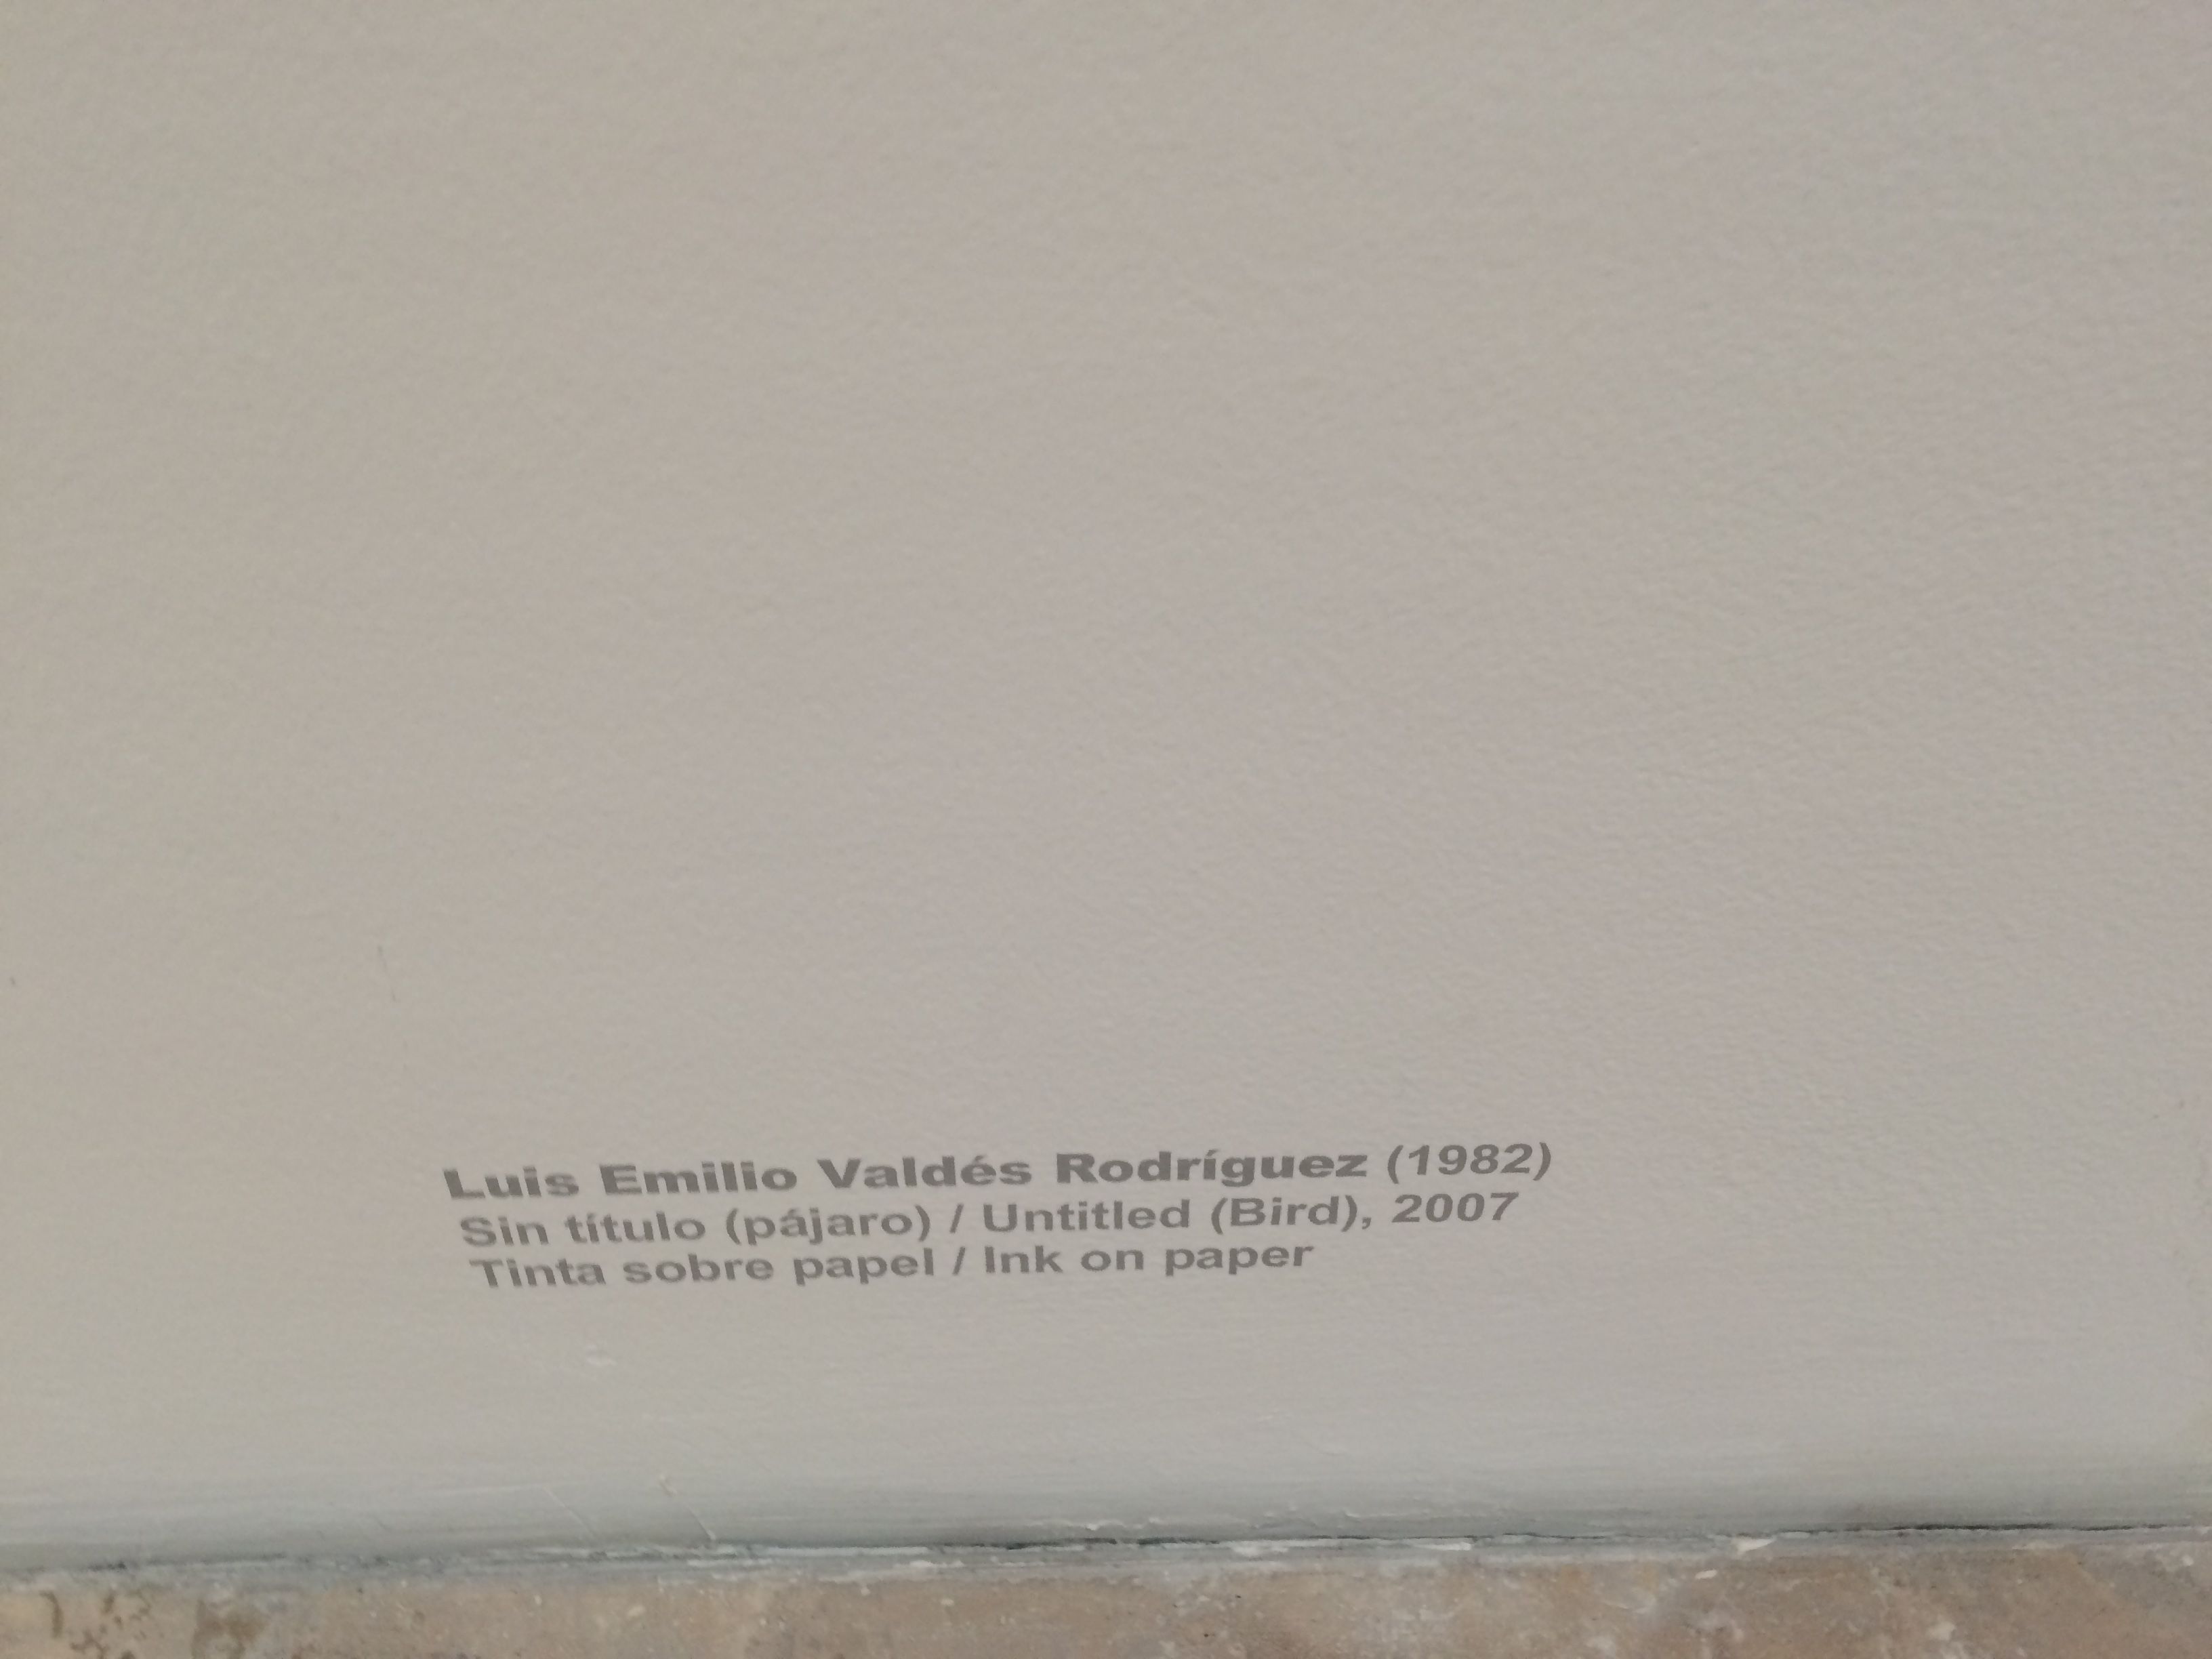 Luis Emilio Valdés Rodríguez (1982)
Sin título (pájaro) / Untitled (Bird), 2007
Tinta sobre papel / Ink on paper